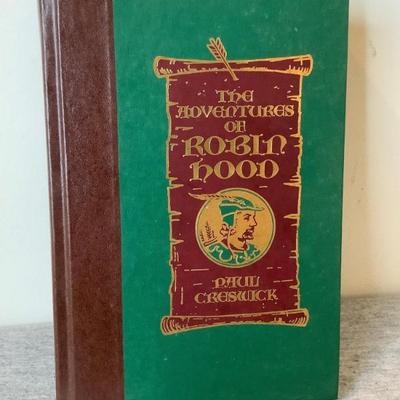 THE
ADVENTURES
OF
ROBIN
HOOD
PAUL
CRESWICK